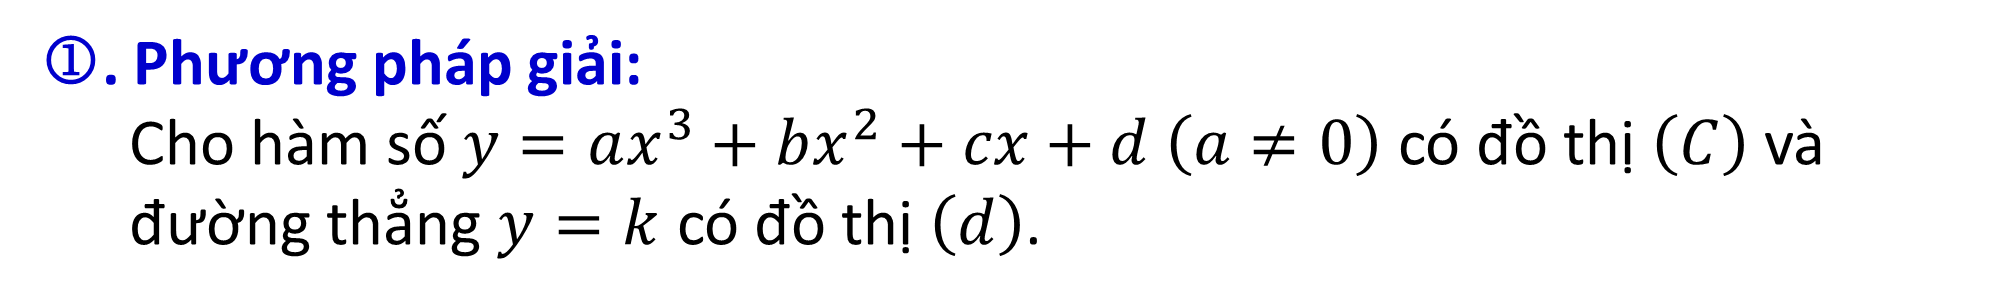 ①. Phương pháp giải:
Cho hàm số y = ax³ + bx² + cx + d (a ≠ 0) có đồ thị (C) và
đường thẳng y = k có đồ thị (d).